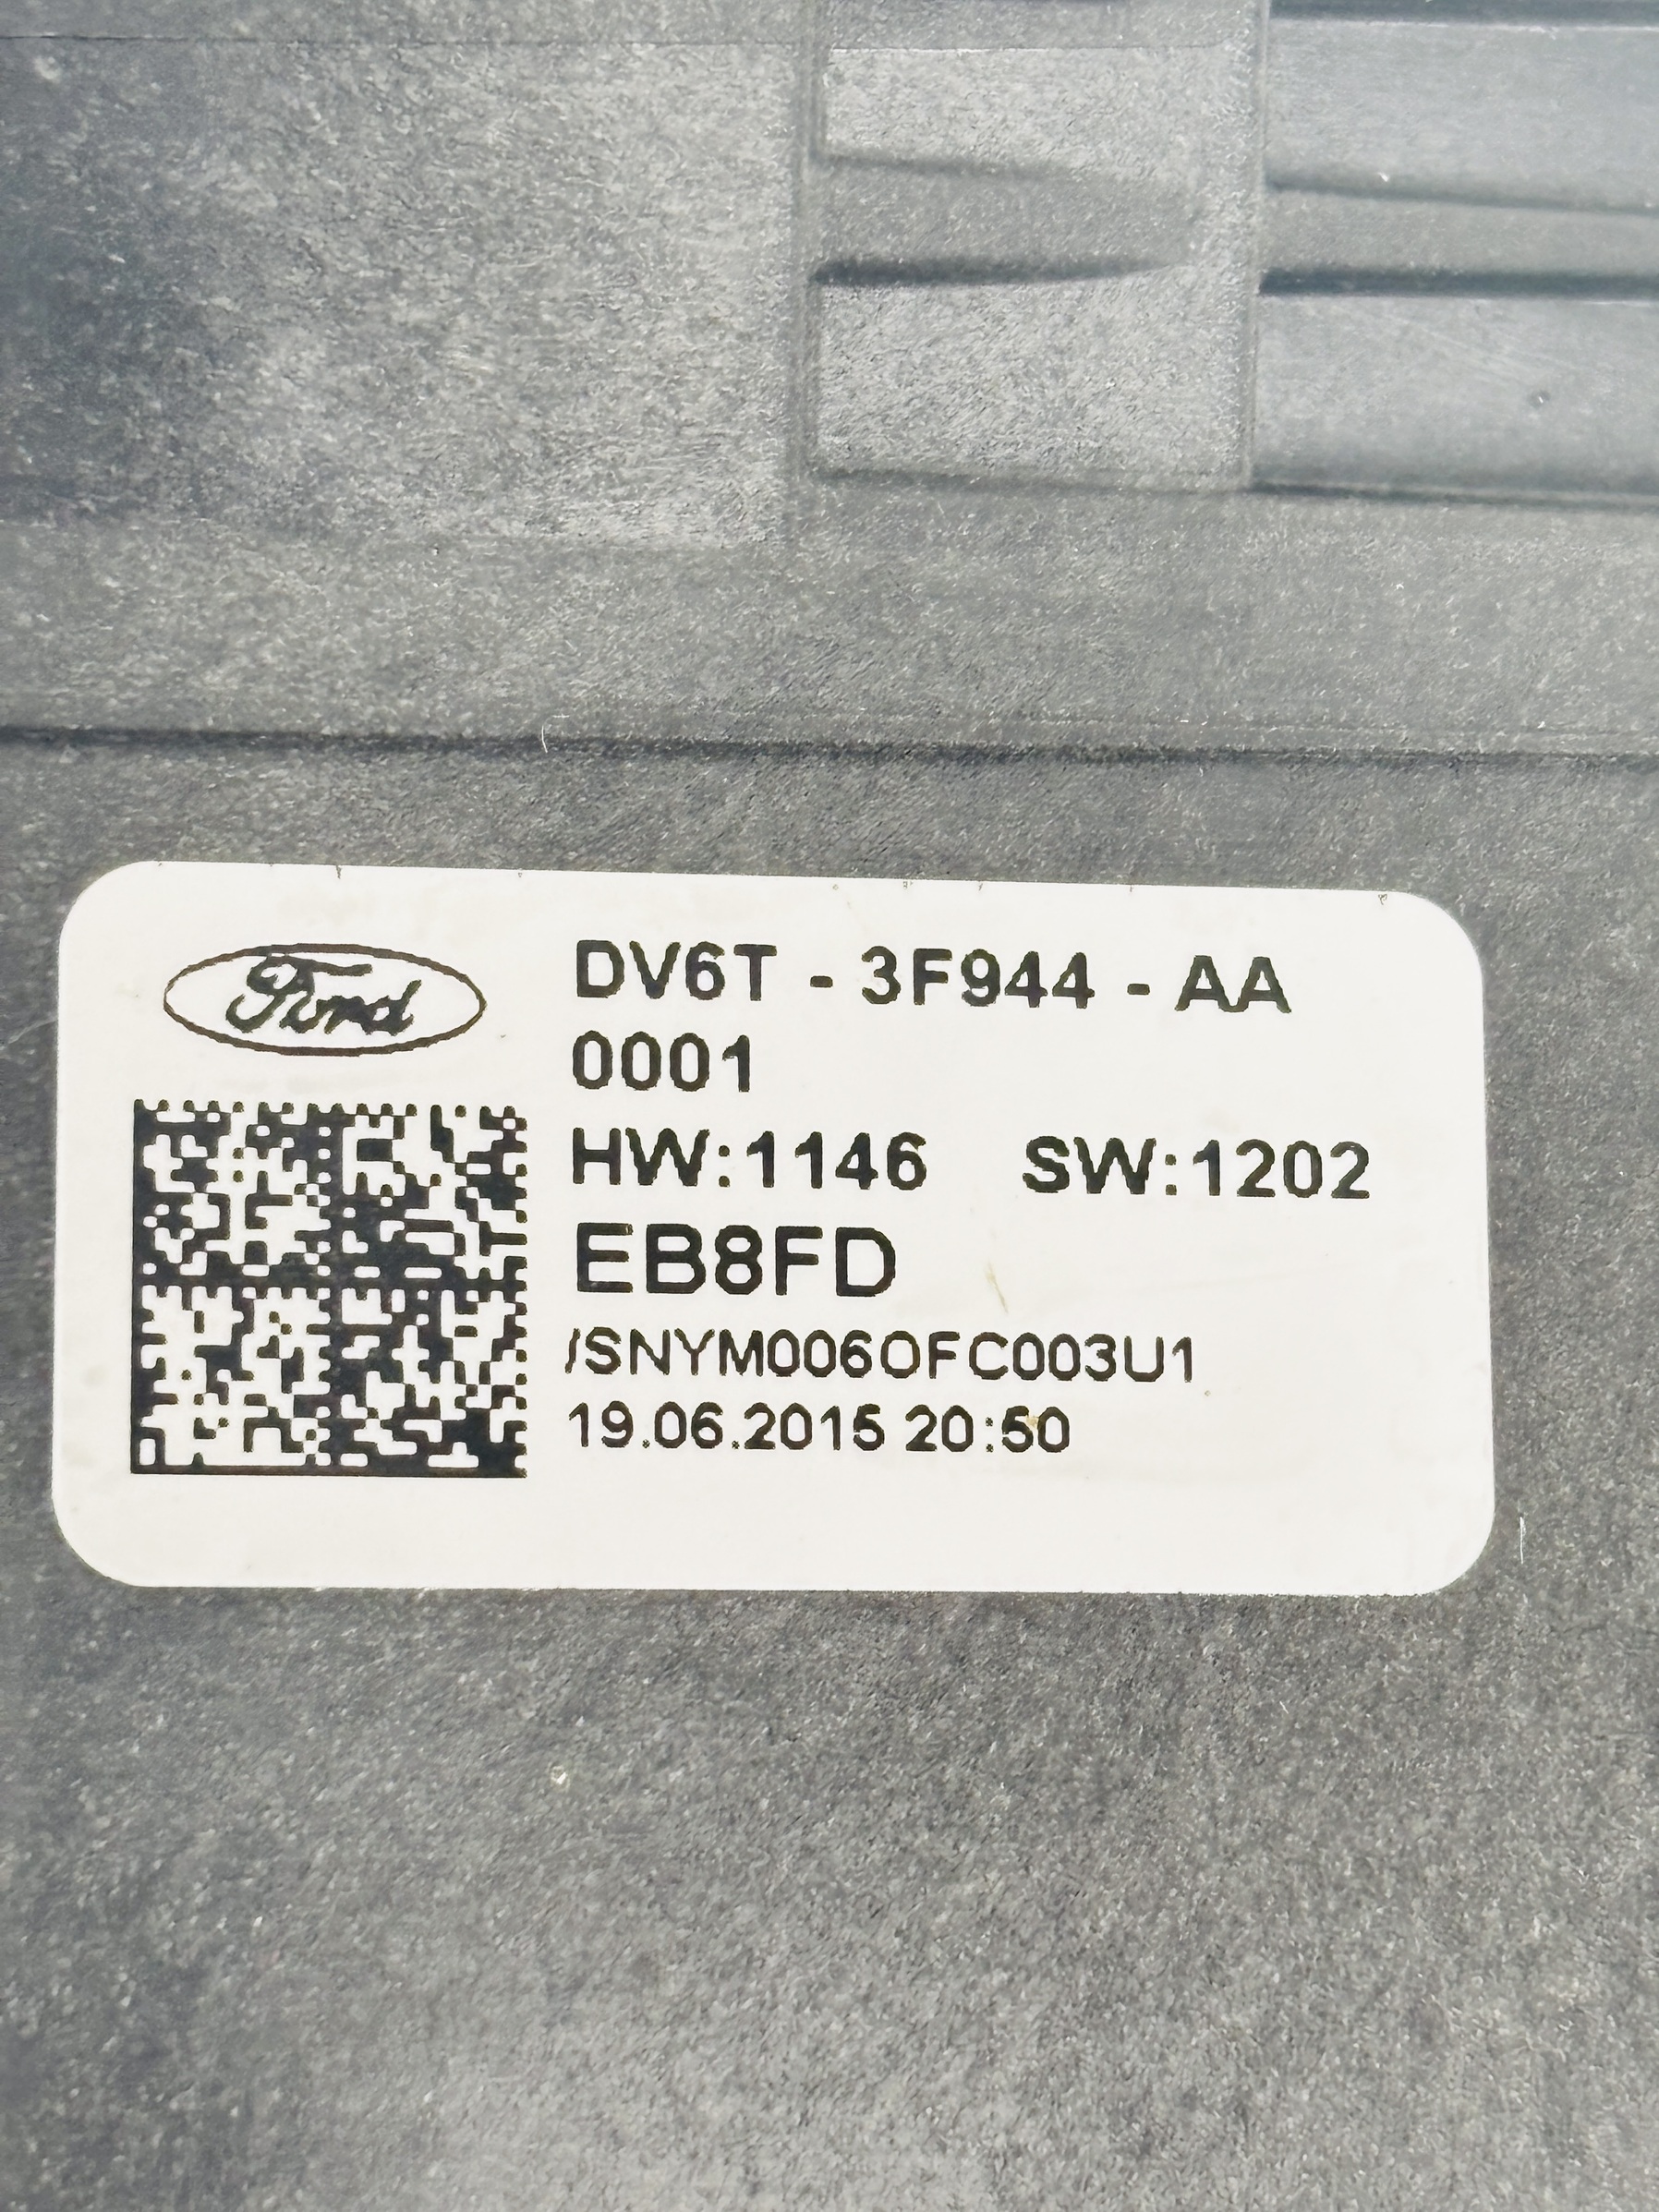 Ford
DV6T - 3F944 - AA
0001
HW:1146 SW:1202
EB8FD
/SNYM006OFC003U1
19.06.2015 20:50